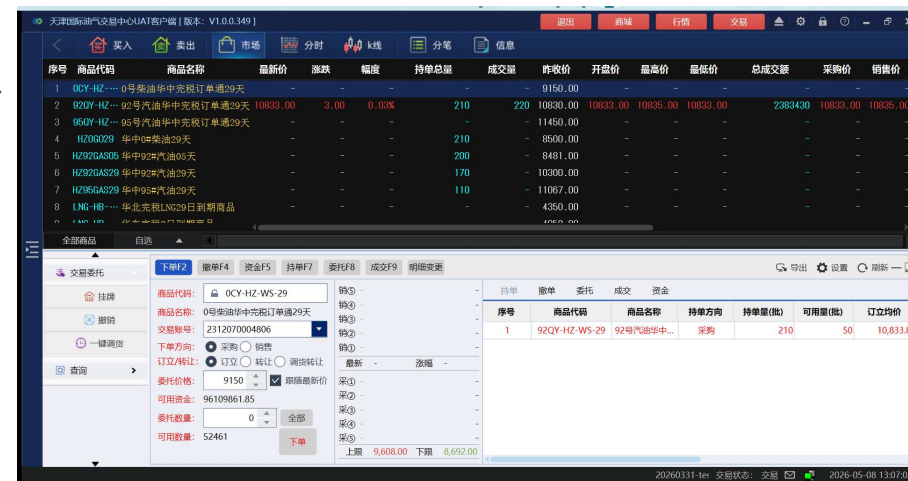 天津国际油气交易中心UAT客户端 [ 版本: V1.0.0.349 ] 退出 商城 行情 交易
买入 卖出 市场 分时 k线 分笔 信息
序号 商品代码 商品名称 最新价 涨跌 幅度 持单总量 成交量 昨收价 开盘价 最高价 最低价 总成交额 采购价 销售价
1 0CY-HZ-··· 0号柴油华中完税订单通29天 - - - - - 9150.00 - - - - - -
2 92QY-HZ··· 92号汽油华中完税订单通29天 10833.00 3.00 0.03% 210 220 10830.00 10833.00 10835.00 10833.00 2383430 10833.00 10835.00
3 95QY-HZ··· 95号汽油华中完税订单通29天 - - - - - 11450.00 - - - - - -
4 HZ0G029 华中0#柴油29天 - - - 210 - 8500.00 - - - - - -
5 HZ92GAS05 华中92#汽油05天 - - - 200 - 8481.00 - - - - - -
6 HZ92GAS29 华中92#汽油29天 - - - 170 - 10300.00 - - - - - -
7 HZ95GAS29 华中95#汽油29天 - - - 110 - 11067.00 - - - - - -
8 LNG-HB-··· 华北完税LNG29日到期商品 - - - - - 4350.00 - - - - - -
全部商品 自选
交易委托
挂牌
撤销
一键调货
查询
下单F2 撤单F4 资金F5 持单F7 委托F8 成交F9 明细变更 导出 设置 刷新
商品代码: 0CY-HZ-WS-29
商品名称: 0号柴油华中完税订单通29天
交易账号: 2312070004806
下单方向: 采购 销售
订立/转让: 订立 转让 调货转让
委托价格: 9150 跟随最新价
可用资金: 96109861.85
委托数量: 0 全部
可用数量: 52461 下单
销⑤ - -
销④ - -
销③ - -
销② - -
销① - -
最新 - 涨幅 -
采① - -
采② - -
采③ - -
采④ - -
采⑤ - -
上限 9,608.00 下限 8,692.00
持单 撤单 委托 成交 资金
序号 商品代码 商品名称 持单方向 持单量(批) 可用量(批) 订立均价
1 92QY-HZ-WS-29 92号汽油华中... 采购 210 50 10,833.8
20260331-te 交易状态: 交易 2026-05-08 13:07:0